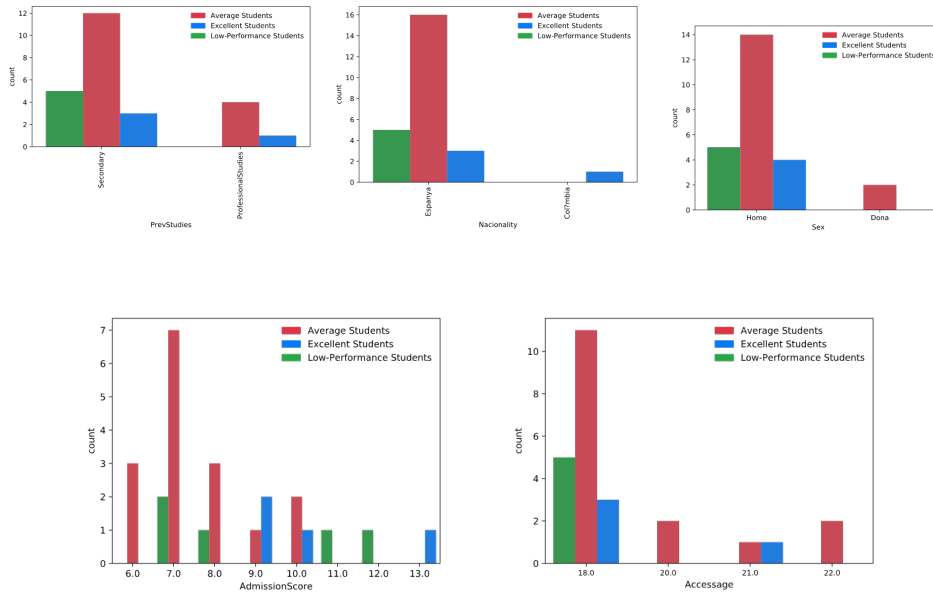 Average Students
Excellent Students
Low-Performance Students
12
10
8
6
4
2
0
count
Secondary
ProfessionalStudies
PrevStudies
Average Students
Excellent Students
Low-Performance Students
16
14
12
10
8
6
4
2
0
count
Espanya
Col?mbia
Nacionality
Average Students
Excellent Students
Low-Performance Students
14
12
10
8
6
4
2
0
count
Home
Dona
Sex
Average Students
Excellent Students
Low-Performance Students
7
6
5
4
3
2
1
0
count
6.0 7.0 8.0 9.0 10.0 11.0 12.0 13.0
AdmissionScore
Average Students
Excellent Students
Low-Performance Students
10
8
6
4
2
0
count
18.0 20.0 21.0 22.0
Accessage